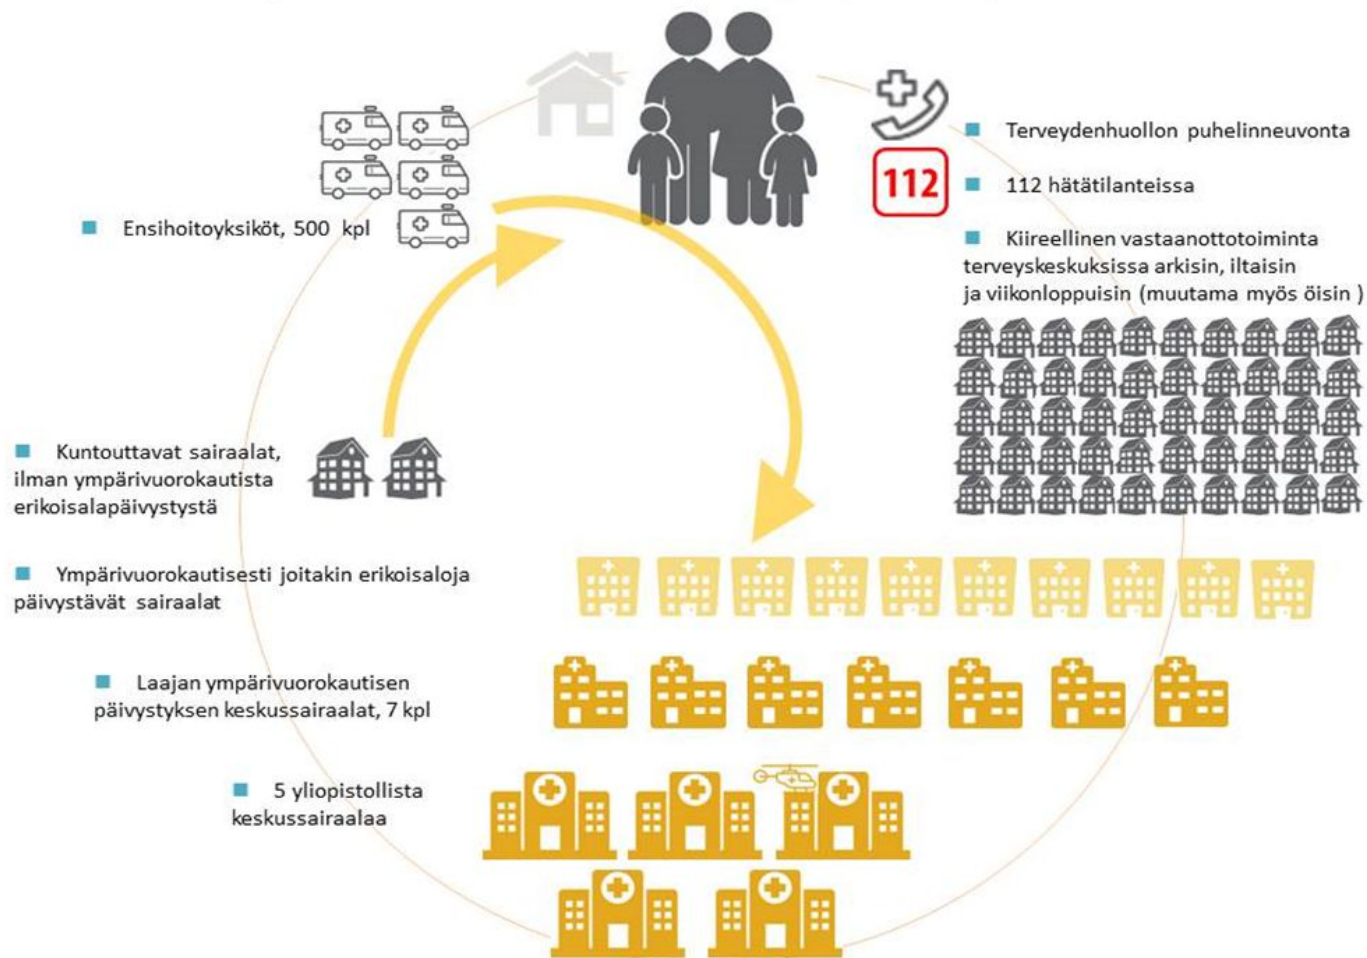 Terveydenhuollon puhelinneuvonta
112
112 hätätilanteissa
Ensihoitoyksiköt, 500 kpl
Kiireellinen vastaanottotoiminta
terveyskeskuksissa arkisin, iltaisin
ja viikonloppuisin (muutama myös öisin )
Kuntouttavat sairaalat,
ilman ympärivuorokautista
erikoisalapäivystystä
Ympärivuorokautisesti joitakin erikoisaloja
päivystävät sairaalat
Laajan ympärivuorokautisen
päivystyksen keskussairaalat, 7 kpl
5 yliopistollista
keskussairaalaa